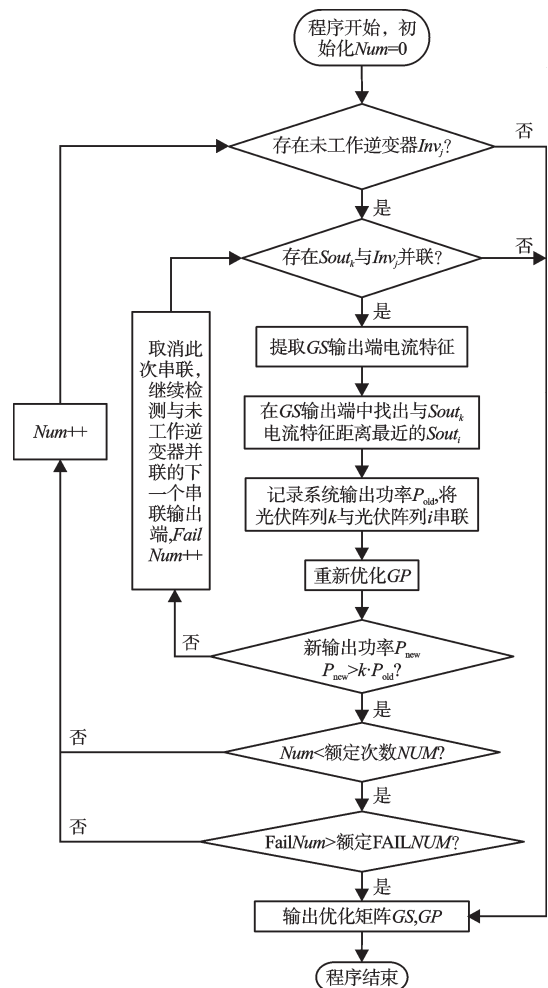 程序开始，初
始化Num=0
存在未工作逆变器Invj?
否
是
存在Soutk与Invj并联?
否
是
提取GS输出端电流特征
在GS输出端中找出与Soutk
电流特征距离最近的Souti
记录系统输出功率Pold,将
光伏阵列k与光伏阵列i串联
重新优化GP
新输出功率Pnew
Pnew>k·Pold?
否
是
取消此
次串联,
继续检
测与未
工作逆
变器并
联的下
一个串
联输出
端,Fail
Num++
Num++
Num<额定次数NUM?
否
是
FailNum>额定FAILNUM?
否
是
输出优化矩阵GS,GP
程序结束